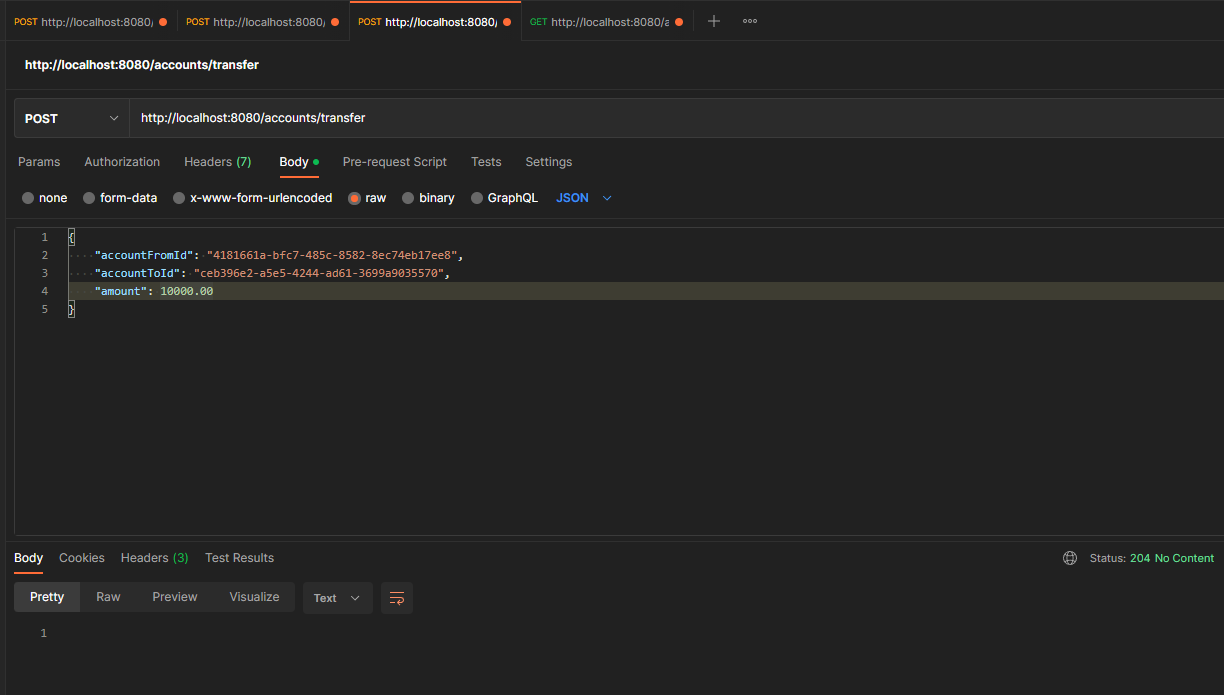 POST http://localhost:8080/ POST http://localhost:8080/ POST http://localhost:8080/ GET http://localhost:8080/a
http://localhost:8080/accounts/transfer
POST http://localhost:8080/accounts/transfer
Params Authorization Headers (7) Body Pre-request Script Tests Settings
none form-data x-www-form-urlencoded raw binary GraphQL JSON
1 {
2 "accountFromId": "4181661a-bfc7-485c-8582-8ec74eb17ee8",
3 "accountToId": "ceb396e2-a5e5-4244-ad61-3699a9035570",
4 "amount": 10000.00
5 }
Body Cookies Headers (3) Test Results Status: 204 No Content
Pretty Raw Preview Visualize Text
1